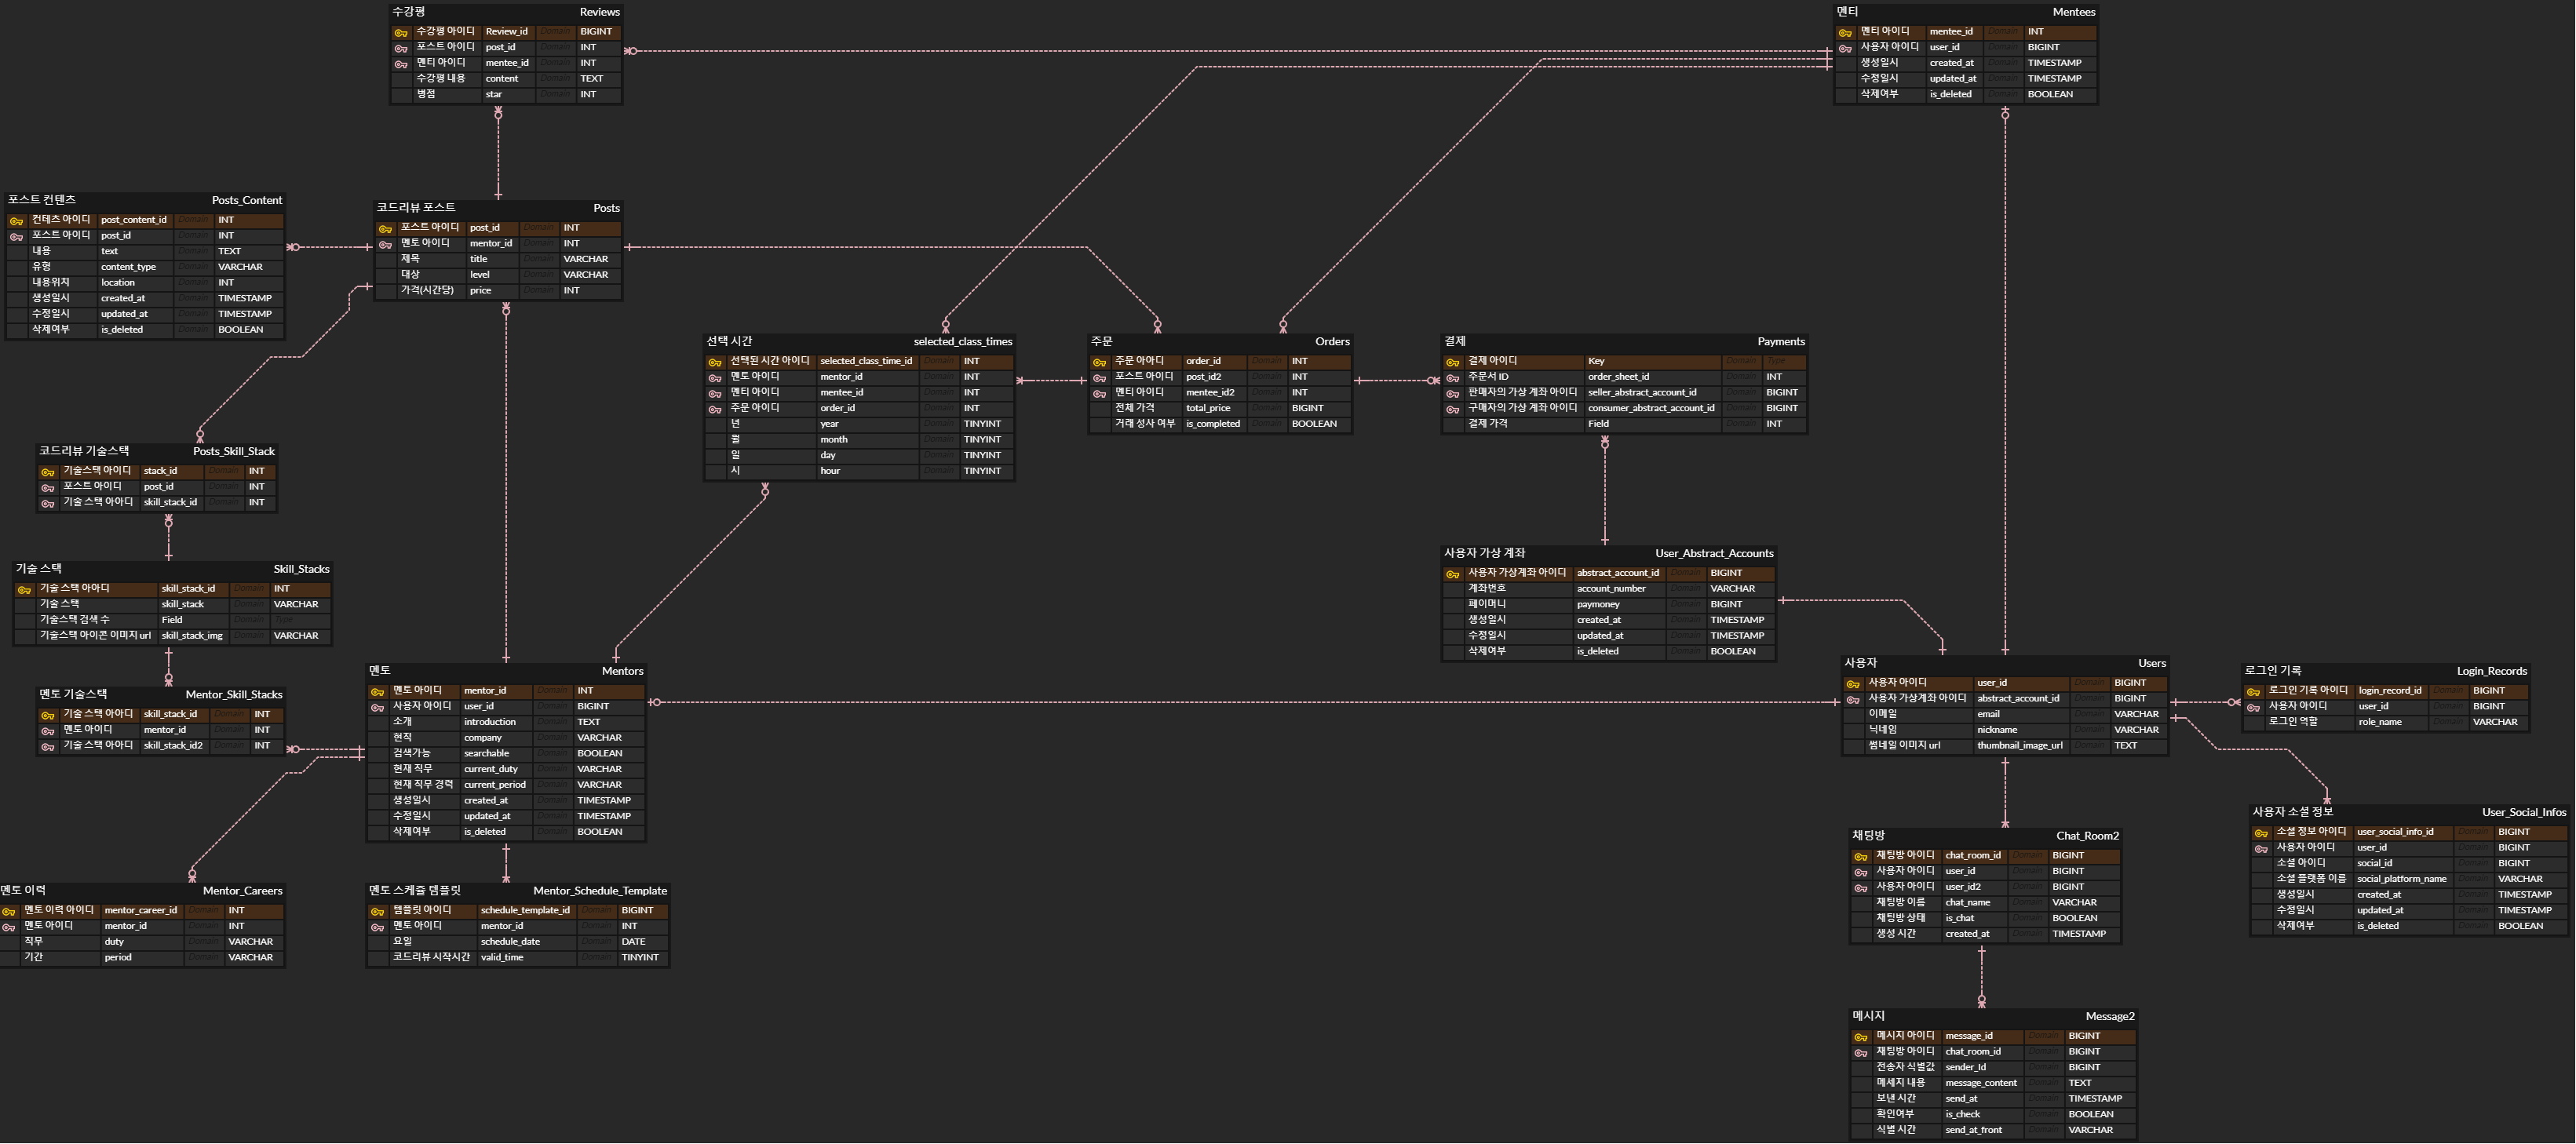 수강평 Reviews
수강평 아이디 Review_id Domain BIGINT
포스트 아이디 post_id Domain INT
멘티 아이디 mentee_id Domain INT
수강평 내용 content Domain TEXT
병점 star Domain INT
멘티 Mentees
멘티 아이디 mentee_id Domain INT
사용자 아이디 user_id Domain BIGINT
생성일시 created_at Domain TIMESTAMP
수정일시 updated_at Domain TIMESTAMP
삭제여부 is_deleted Domain BOOLEAN
포스트 컨텐츠 Posts_Content
컨테츠 아이디 post_content_id Domain INT
포스트 아이디 post_id Domain INT
내용 text Domain TEXT
유형 content_type Domain VARCHAR
내용위치 location Domain INT
생성일시 created_at Domain TIMESTAMP
수정일시 updated_at Domain TIMESTAMP
삭제여부 is_deleted Domain BOOLEAN
코드리뷰 포스트 Posts
포스트 아이디 post_id Domain INT
멘토 아이디 mentor_id Domain INT
제목 title Domain VARCHAR
대상 level Domain VARCHAR
가격(시간당) price Domain INT
선택 시간 selected_class_times
선택된 시간 아이디 selected_class_time_id Domain INT
멘토 아이디 mentor_id Domain INT
멘티 아이디 mentee_id Domain INT
주문 아이디 order_id Domain INT
년 year Domain TINYINT
월 month Domain TINYINT
일 day Domain TINYINT
시 hour Domain TINYINT
주문 Orders
주문 아아디 order_id Domain INT
포스트 아이디 post_id2 Domain INT
멘티 아이디 mentee_id2 Domain INT
전체 가격 total_price Domain BIGINT
거래 성사 여부 is_completed Domain BOOLEAN
결제 Payments
결제 아이디 Key Domain Type
주문서 ID order_sheet_id Domain INT
판매자의 가상 계좌 아이디 seller_abstract_account_id Domain BIGINT
구매자의 가상 계좌 아이디 consumer_abstract_account_id Domain BIGINT
결제 가격 Field Domain INT
코드리뷰 기술스택 Posts_Skill_Stack
기술스택 아이디 stack_id Domain INT
포스트 아이디 post_id Domain INT
기술 스택 아아디 skill_stack_id Domain INT
기술 스택 Skill_Stacks
기술 스택 아아디 skill_stack_id Domain INT
기술 스택 skill_stack Domain VARCHAR
기술스택 검색 수 Field Domain Type
기술스택 아이콘 이미지 url skill_stack_img Domain VARCHAR
사용자 가상 계좌 User_Abstract_Accounts
사용자 가상계좌 아이디 abstract_account_id Domain BIGINT
계좌번호 account_number Domain VARCHAR
페이머니 paymoney Domain BIGINT
생성일시 created_at Domain TIMESTAMP
수정일시 updated_at Domain TIMESTAMP
삭제여부 is_deleted Domain BOOLEAN
멘토 기술스택 Mentor_Skill_Stacks
기술 스택 아아디 skill_stack_id Domain INT
멘토 아이디 mentor_id Domain INT
기술 스택 아아디 skill_stack_id2 Domain INT
멘토 Mentors
멘토 아이디 mentor_id Domain INT
사용자 아이디 user_id Domain BIGINT
소개 introduction Domain TEXT
현직 company Domain VARCHAR
검색가능 searchable Domain BOOLEAN
현재 직무 current_duty Domain VARCHAR
현재 직무 경력 current_period Domain VARCHAR
생성일시 created_at Domain TIMESTAMP
수정일시 updated_at Domain TIMESTAMP
삭제여부 is_deleted Domain BOOLEAN
사용자 Users
사용자 아이디 user_id Domain BIGINT
사용자 가상계좌 아이디 abstract_account_id Domain BIGINT
이메일 email Domain VARCHAR
닉네임 nickname Domain VARCHAR
썸네일 이미지 url thumbnail_image_url Domain TEXT
로그인 기록 Login_Records
로그인 기록 아이디 login_record_id Domain BIGINT
사용자 아이디 user_id Domain BIGINT
로그인 역할 role_name Domain VARCHAR
사용자 소셜 정보 User_Social_Infos
소셜 정보 아이디 user_social_info_id Domain BIGINT
사용자 아이디 user_id Domain BIGINT
소셜 아이디 social_id Domain BIGINT
소셜 플랫폼 이름 social_platform_name Domain VARCHAR
생성일시 created_at Domain TIMESTAMP
수정일시 updated_at Domain TIMESTAMP
삭제여부 is_deleted Domain BOOLEAN
멘토 이력 Mentor_Careers
멘토 이력 아이디 mentor_career_id Domain INT
멘토 아이디 mentor_id Domain INT
직무 duty Domain VARCHAR
기간 period Domain VARCHAR
멘토 스케쥴 템플릿 Mentor_Schedule_Template
템플릿 아이디 schedule_template_id Domain BIGINT
멘토 아이디 mentor_id Domain INT
요일 schedule_date Domain DATE
코드리뷰 시작시간 valid_time Domain TINYINT
채팅방 Chat_Room2
채팅방 아이디 chat_room_id Domain BIGINT
사용자 아이디 user_id Domain BIGINT
사용자 아이디 user_id2 Domain BIGINT
채팅방 이름 chat_name Domain VARCHAR
채팅방 상태 is_chat Domain BOOLEAN
생성 시간 created_at Domain TIMESTAMP
메시지 Message2
메시지 아이디 message_id Domain BIGINT
채팅방 아이디 chat_room_id Domain BIGINT
전송자 식별값 sender_Id Domain BIGINT
메세지 내용 message_content Domain TEXT
보낸 시간 send_at Domain TIMESTAMP
확인여부 is_check Domain BOOLEAN
식별 시간 send_at_front Domain VARCHAR